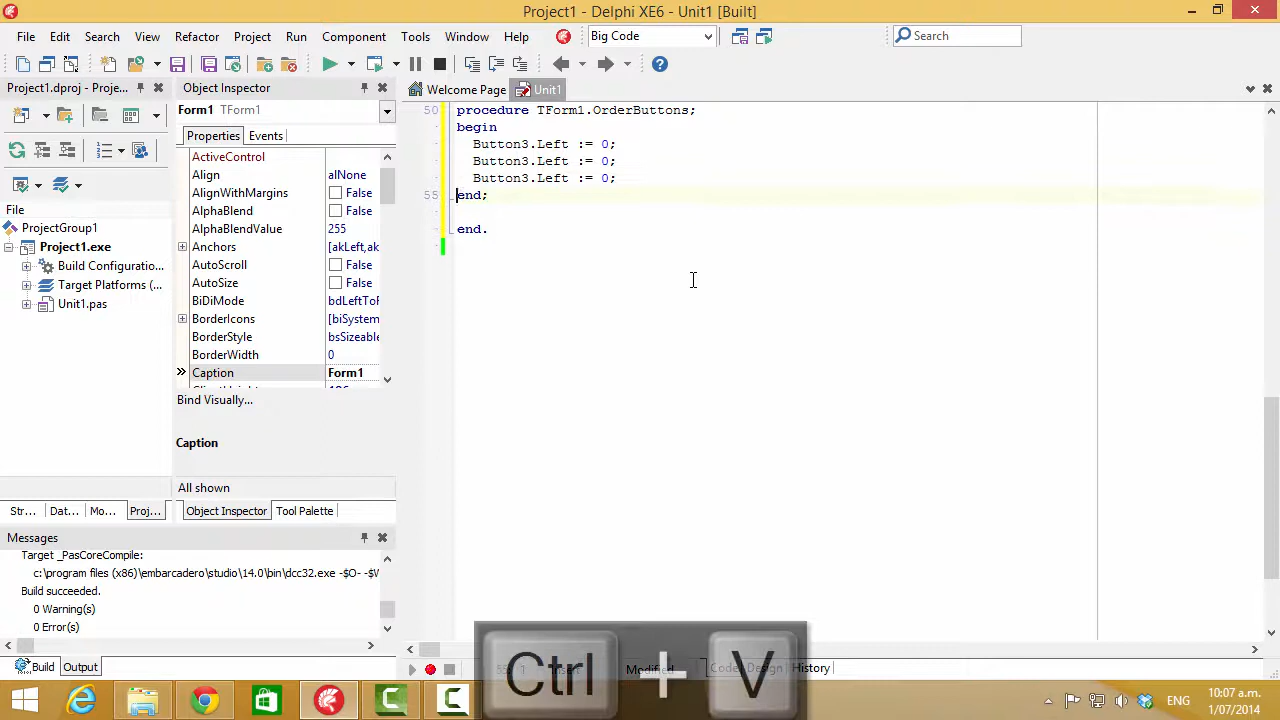 Project1 - Delphi XE6 - Unit1 [Built]
File Edit Search View Refactor Project Run Component Tools Window Help Big Code Search
Project1.dproj - Proje...
Object Inspector
Welcome Page Unit1
Form1 TForm1
Properties Events
ActiveControl
Align alNone
AlignWithMargins False
AlphaBlend False
AlphaBlendValue 255
Anchors [akLeft,ak
AutoScroll False
AutoSize False
BiDiMode bdLeftToF
BorderIcons [biSystem
BorderStyle bsSizeable
BorderWidth 0
Caption Form1
Bind Visually...
Caption
All shown
Object Inspector Tool Palette
File
ProjectGroup1
Project1.exe
Build Configuratio...
Target Platforms (...
Unit1.pas
Str... Dat... Mo... Proj...
50 procedure TForm1.OrderButtons;
begin
Button3.Left := 0;
Button3.Left := 0;
Button3.Left := 0;
55 end;
end.
Messages
Target _PasCoreCompile:
c:\program files (x86)\embarcadero\studio\14.0\bin\dcc32.exe -$O- -$W
Build succeeded.
0 Warning(s)
0 Error(s)
Build Output
Insert Modified Code Design History
Ctrl + V
ENG
10:07 a.m.
1/07/2014